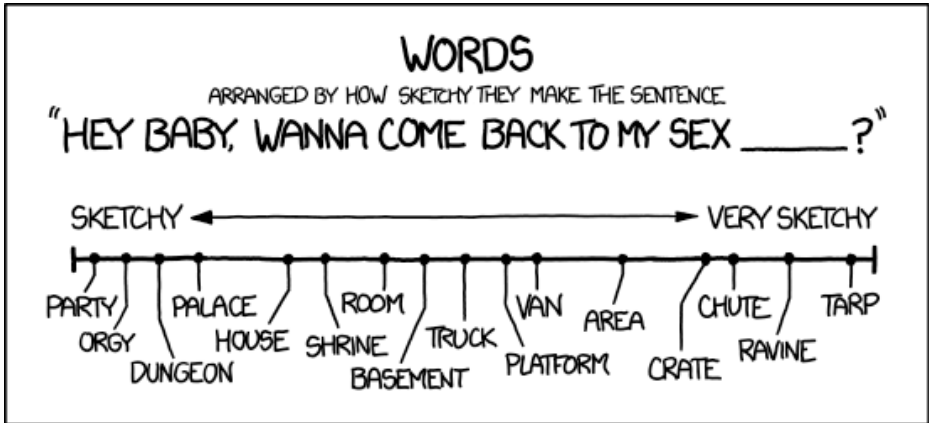 WORDS
ARRANGED BY HOW SKETCHY THEY MAKE THE SENTENCE
"HEY BABY, WANNA COME BACK TO MY SEX ______?"
SKETCHY VERY SKETCHY
PARTY
ORGY
DUNGEON
PALACE
HOUSE
SHRINE
ROOM
BASEMENT
TRUCK
PLATFORM
VAN
AREA
CRATE
CHUTE
RAVINE
TARP